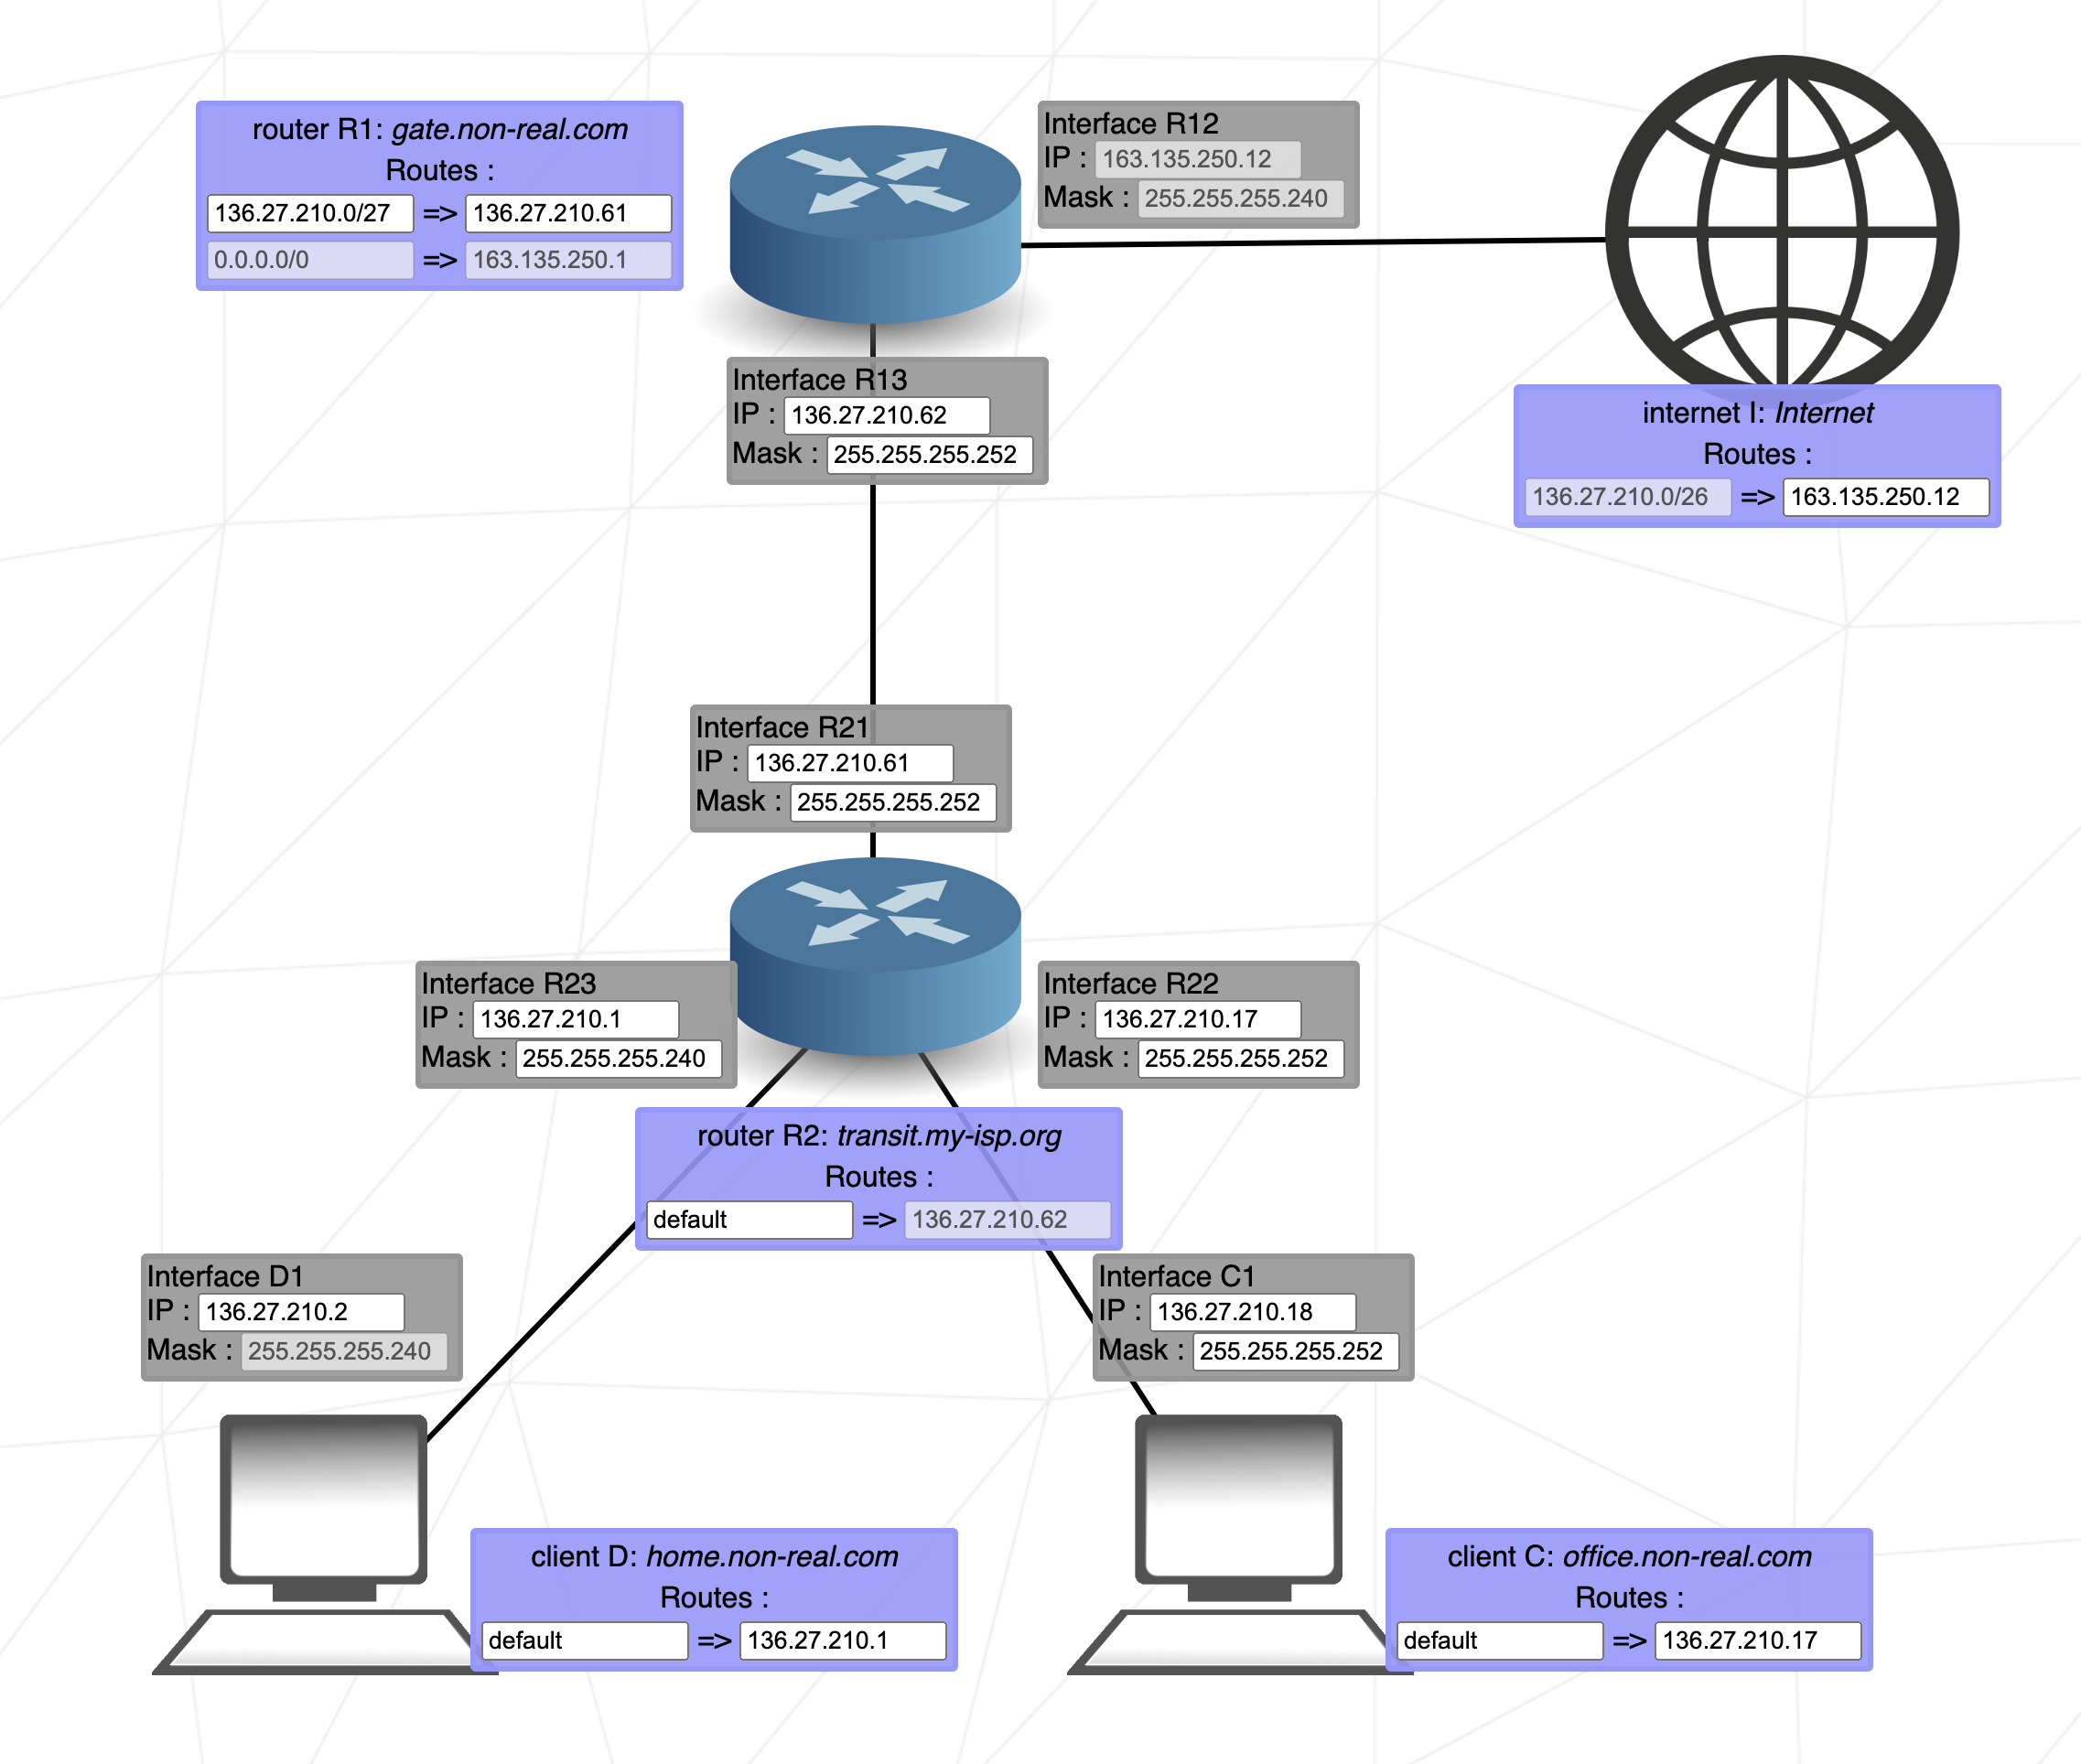 router R1: gate.non-real.com
Routes :
136.27.210.0/27 => 136.27.210.61
0.0.0.0/0 => 163.135.250.1
Interface R12
IP : 163.135.250.12
Mask : 255.255.255.240
Interface R13
IP : 136.27.210.62
Mask : 255.255.255.252
internet I: Internet
Routes :
136.27.210.0/26 => 163.135.250.12
Interface R21
IP : 136.27.210.61
Mask : 255.255.255.252
Interface R23
IP : 136.27.210.1
Mask : 255.255.255.240
Interface R22
IP : 136.27.210.17
Mask : 255.255.255.252
router R2: transit.my-isp.org
Routes :
default => 136.27.210.62
Interface D1
IP : 136.27.210.2
Mask : 255.255.255.240
Interface C1
IP : 136.27.210.18
Mask : 255.255.255.252
client D: home.non-real.com
Routes :
default => 136.27.210.1
client C: office.non-real.com
Routes :
default => 136.27.210.17